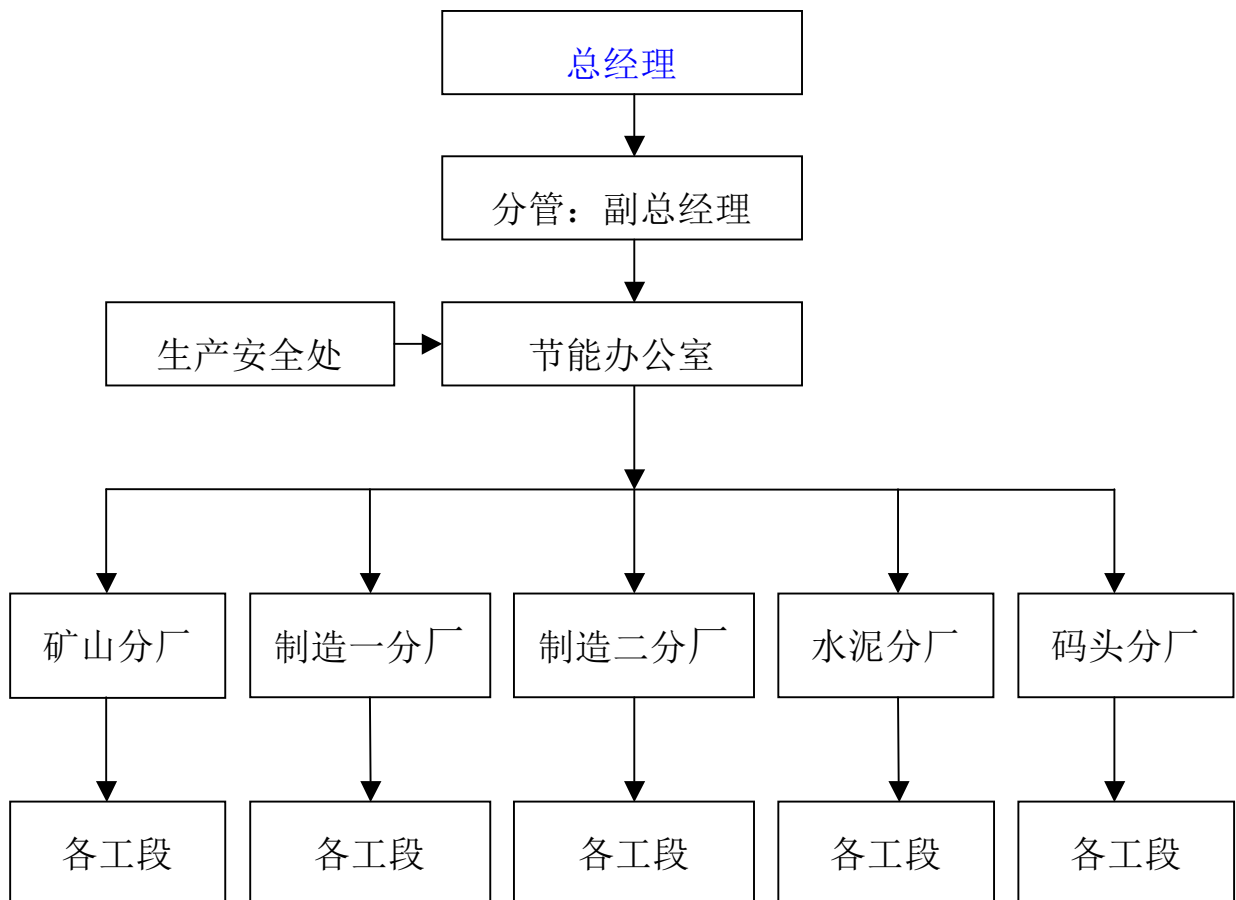 总经理
分管：副总经理
生产安全处
节能办公室
矿山分厂
制造一分厂
制造二分厂
水泥分厂
码头分厂
各工段
各工段
各工段
各工段
各工段